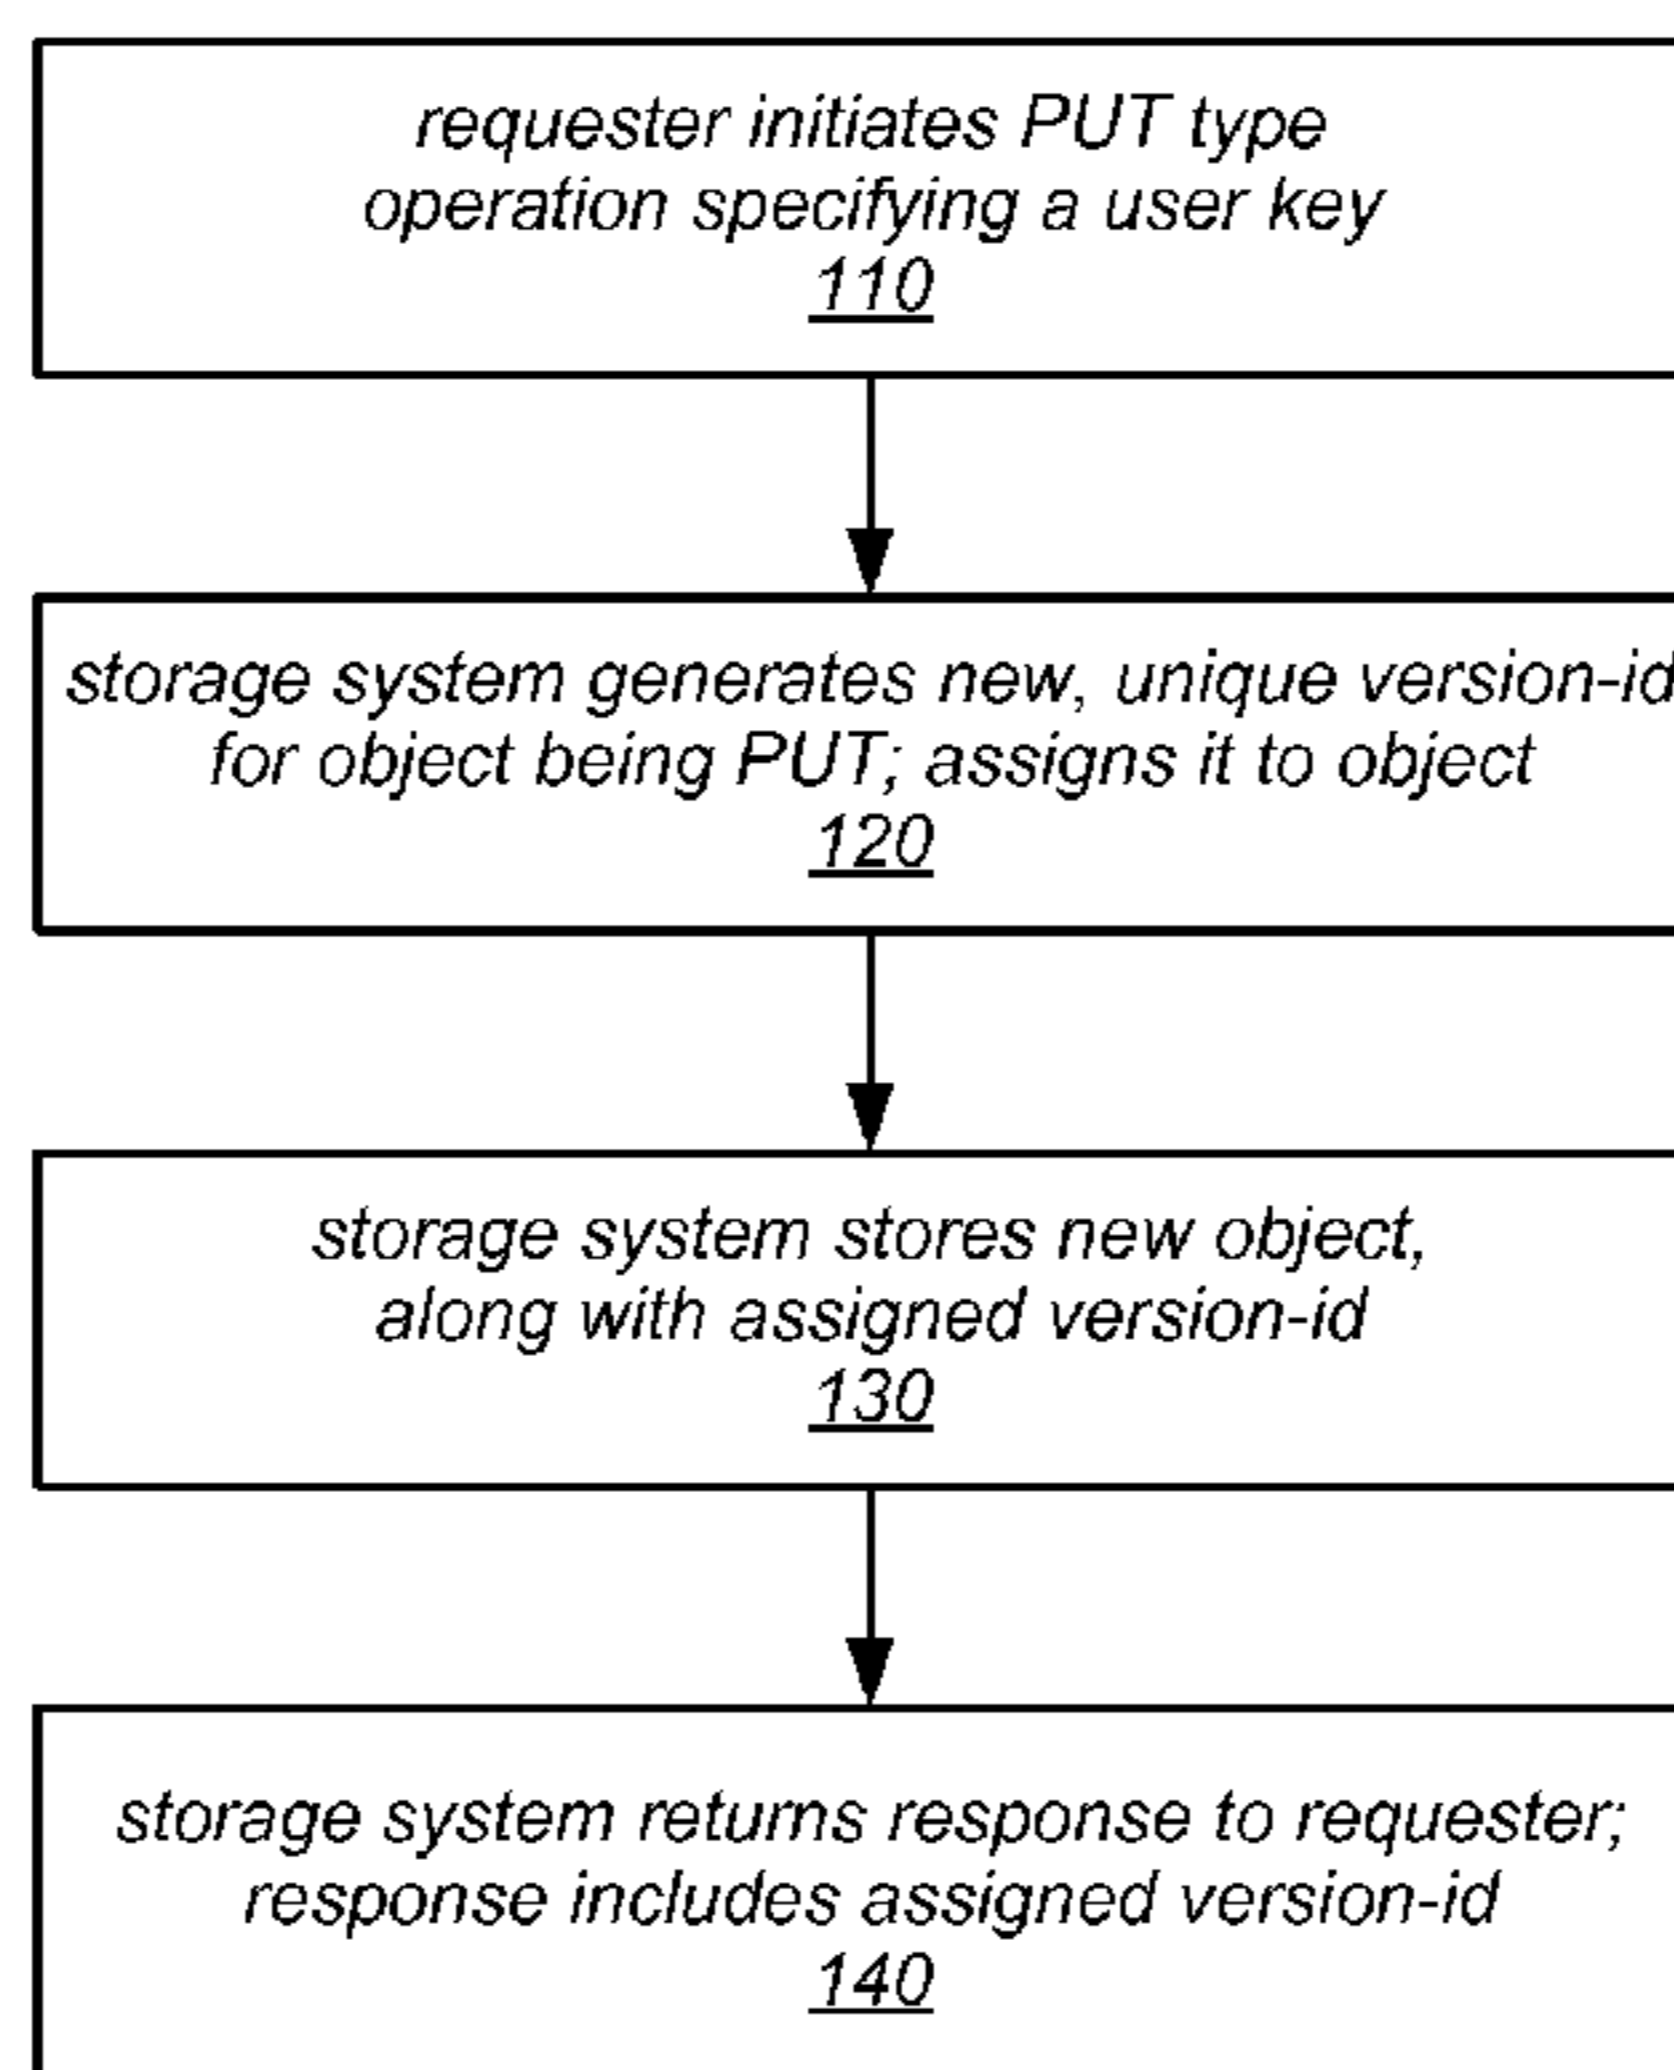 requester initiates PUT type
operation specifying a user key
110
storage system generates new, unique version-id
for object being PUT; assigns it to object
120
storage system stores new object,
along with assigned version-id
130
storage system returns response to requester;
response includes assigned version-id
140